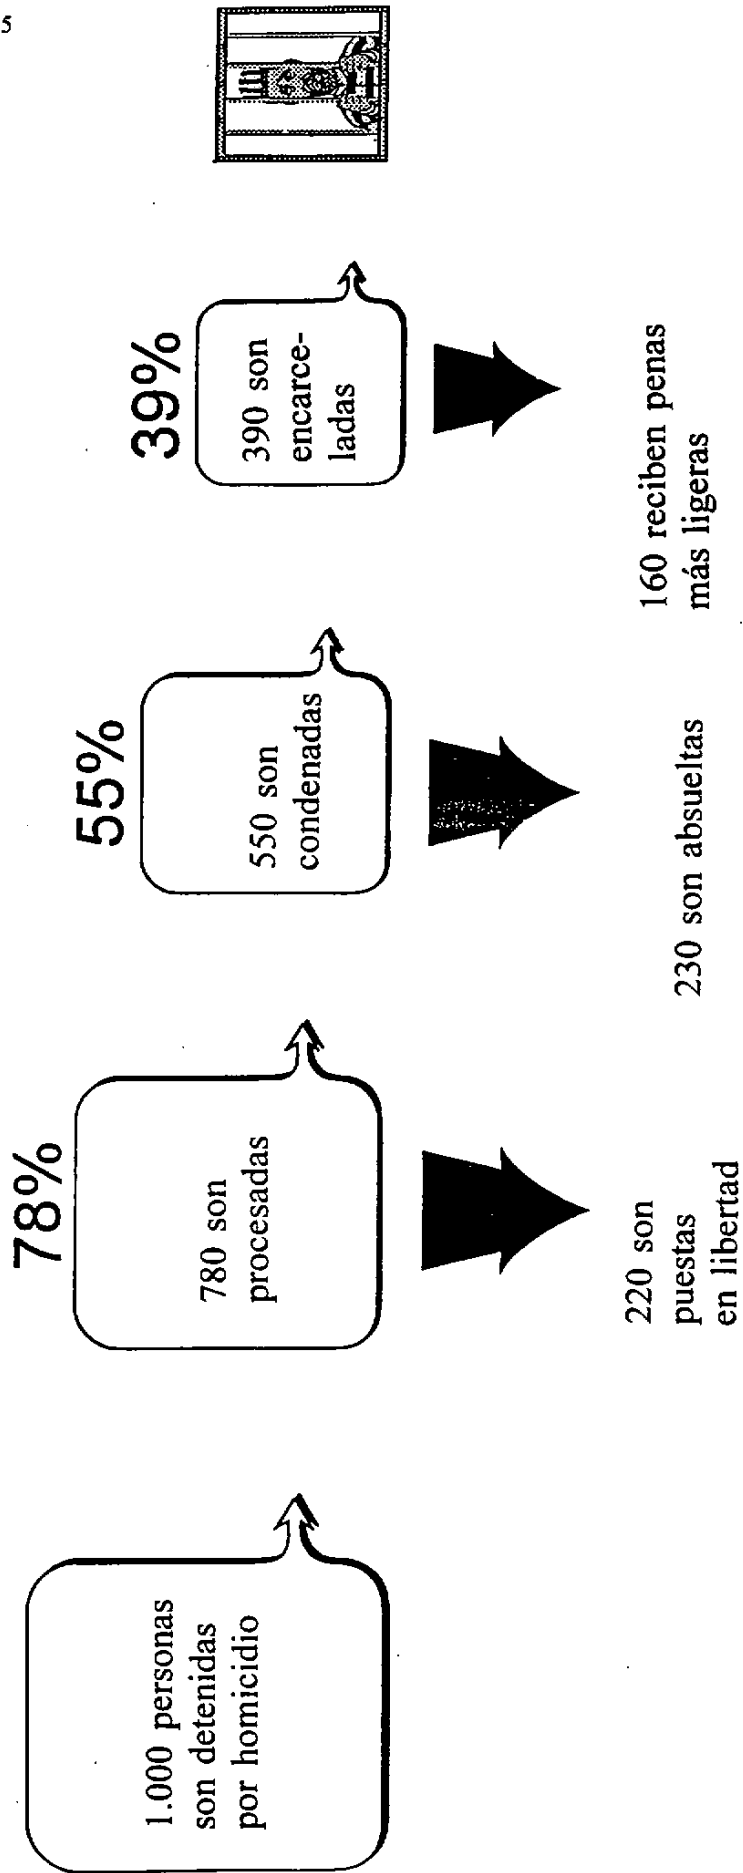 5
1.000 personas
son detenidas
por homicidio
78%
780 son
procesadas
220 son
puestas
en libertad
55%
550 son
condenadas
230 son absueltas
39%
390 son
encarce-
ladas
160 reciben penas
más ligeras